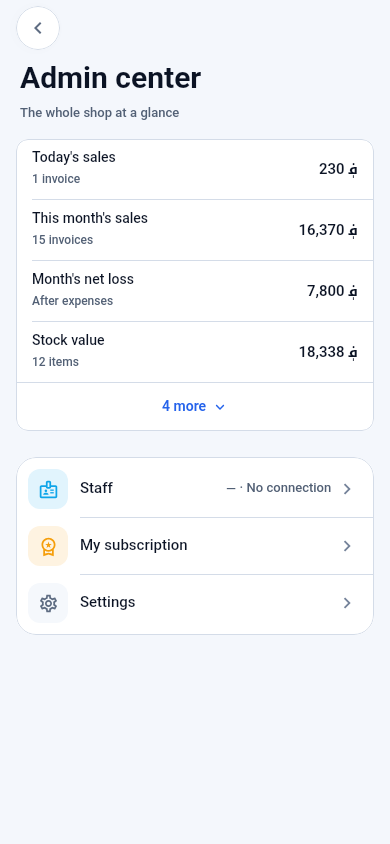 Admin center
The whole shop at a glance
Today's sales
1 invoice
230 ؋
This month's sales
15 invoices
16,370 ؋
Month's net loss
After expenses
7,800 ؋
Stock value
12 items
18,338 ؋
4 more
Staff
— · No connection
My subscription
Settings